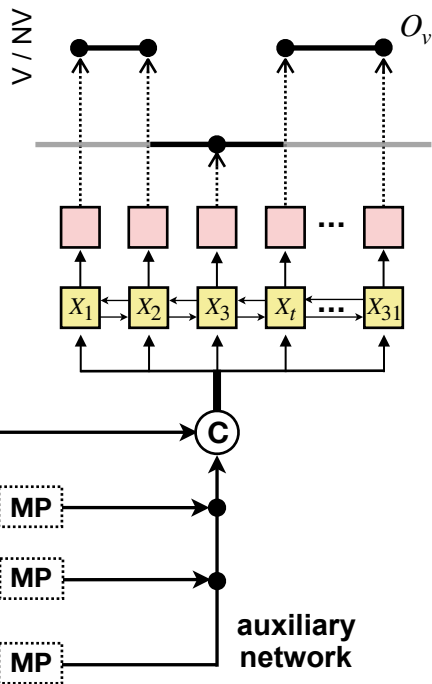 V / NV
O_v
...
X_1 X_2 X_3 X_t ... X_31
C
MP
MP
MP
auxiliary
network